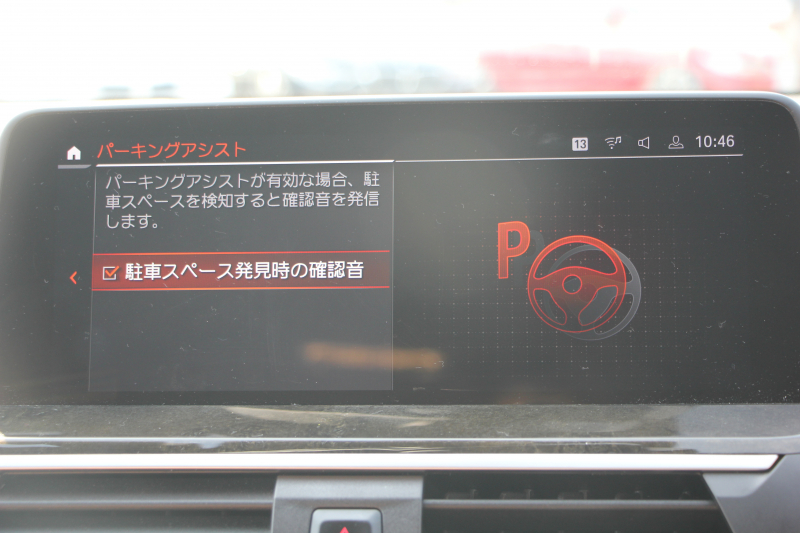 パーキングアシスト
13
10:46
パーキングアシストが有効な場合、駐
車スペースを検知すると確認音を発信
します。
駐車スペース発見時の確認音
P